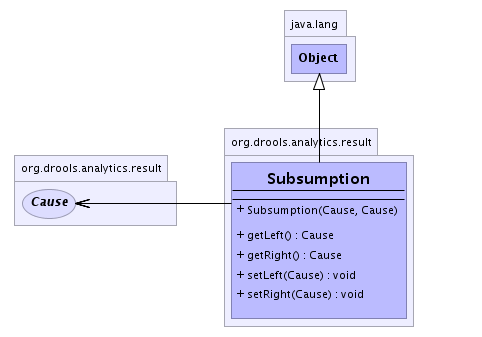 java.lang
Object
org.drools.analytics.result
Subsumption
+ Subsumption(Cause, Cause)
+ getLeft() : Cause
+ getRight() : Cause
+ setLeft(Cause) : void
+ setRight(Cause) : void
org.drools.analytics.result
Cause